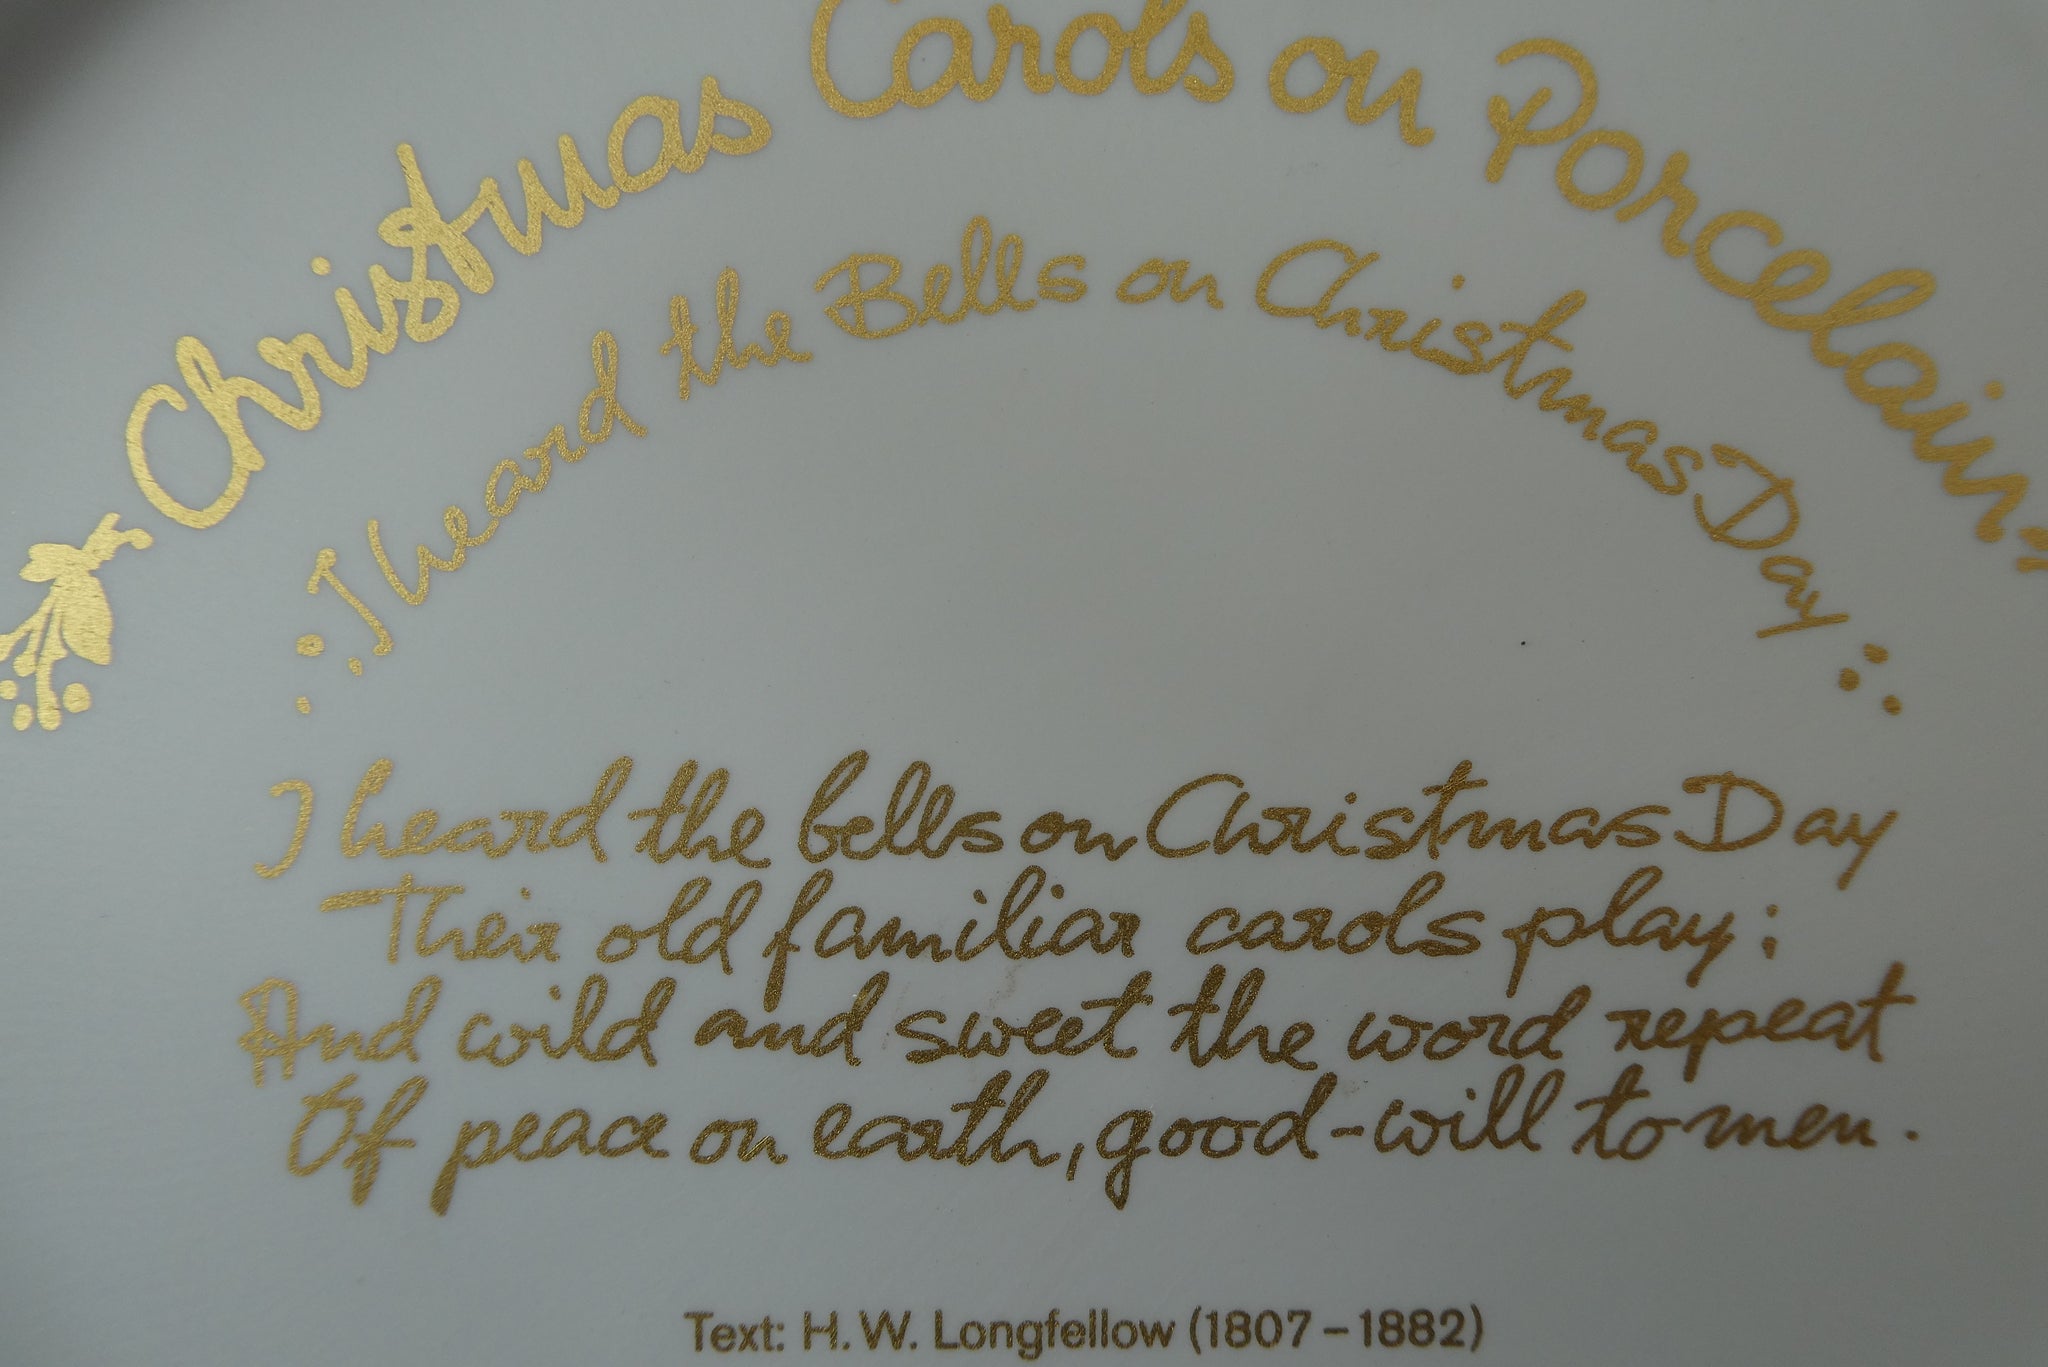 Christmas Carols on Porcelain
I heard the Bells on Christmas Day
I heard the bells on Christmas Day
Their old familiar carols play;
And wild and sweet the word repeat
Of peace on earth, good-will to men.
Text: H. W. Longfellow (1807 – 1882)